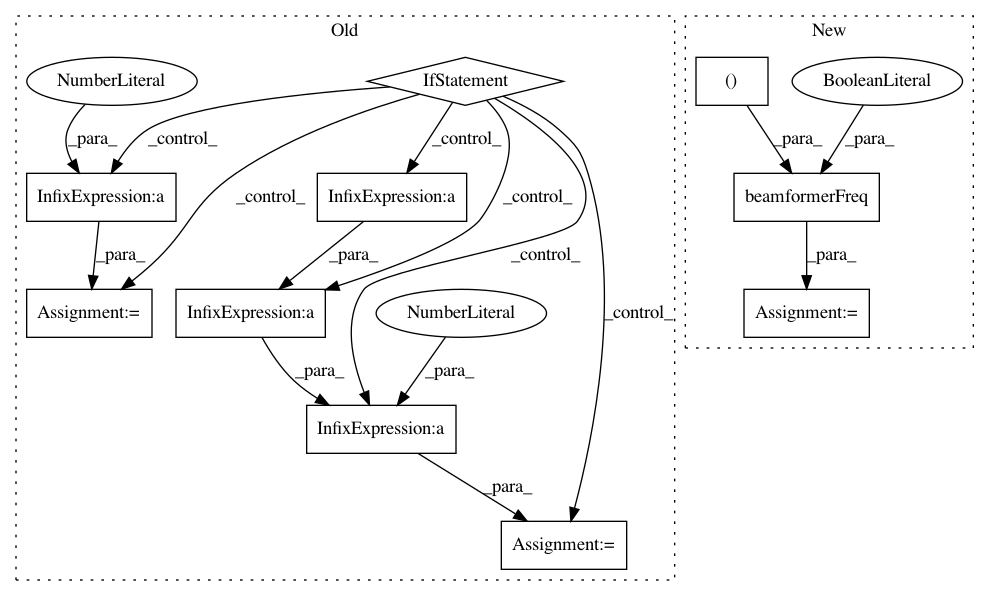 Old
New
NumberLiteral
IfStatement
()
BooleanLiteral
_para_
_control_
_control_
_para_
_para_
InfixExpression:a
InfixExpression:a
beamformerFreq
_control_
_control_
_para_
_para_
_control_
_para_
Assignment:=
InfixExpression:a
NumberLiteral
_control_
Assignment:=
_para_
_para_
InfixExpression:a
_para_
Assignment:=